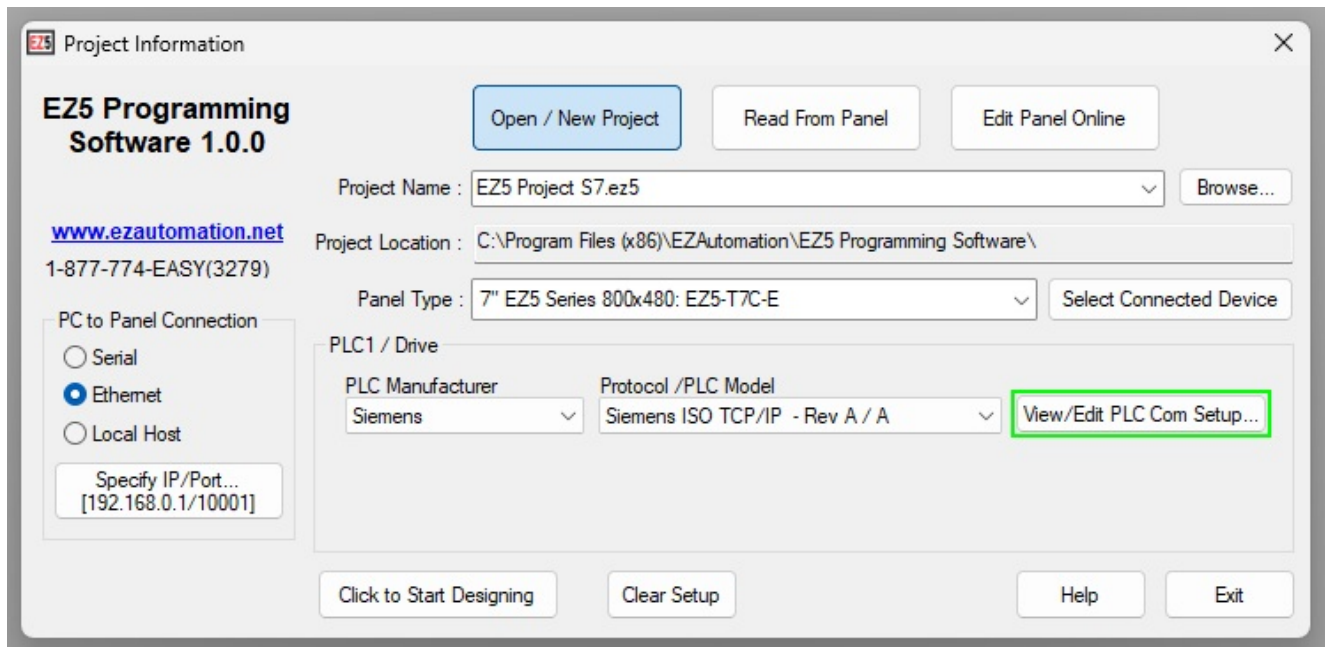 EZ5 Project Information
EZ5 Programming
Software 1.0.0
Open / New Project
Read From Panel
Edit Panel Online
Project Name : EZ5 Project S7.ez5 Browse...
www.ezautomation.net
1-877-774-EASY(3279)
Project Location : C:\Program Files (x86)\EZAutomation\EZ5 Programming Software\
Panel Type : 7" EZ5 Series 800x480: EZ5-T7C-E Select Connected Device
PC to Panel Connection
Serial
Ethernet
Local Host
Specify IP/Port...
[192.168.0.1/10001]
PLC1 / Drive
PLC Manufacturer
Siemens
Protocol /PLC Model
Siemens ISO TCP/IP - Rev A / A
View/Edit PLC Com Setup...
Click to Start Designing
Clear Setup
Help
Exit